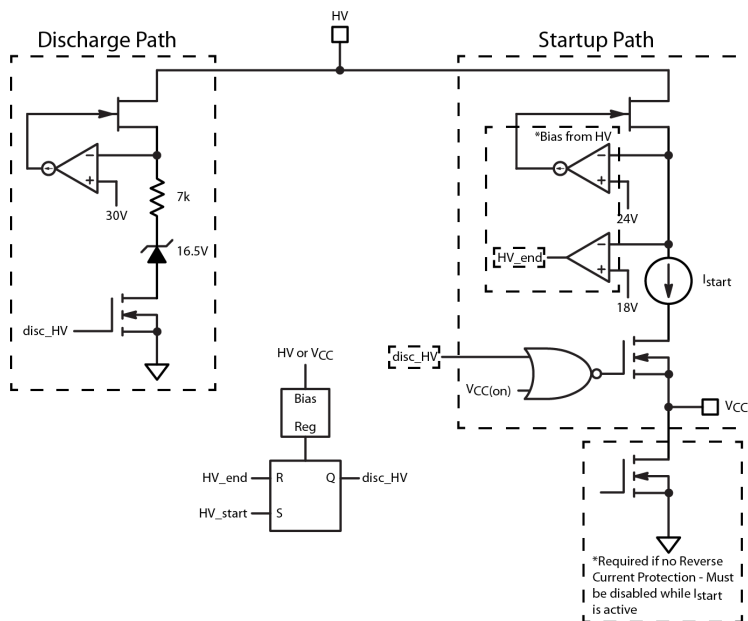 HV
Discharge Path
Startup Path
*Bias from HV
−
+
30V
7k
16.5V
disc_HV
−
+
24V
HV_end
−
+
18V
Istart
HV or VCC
disc_HV
VCC(on)
VCC
Bias
Reg
HV_end
R
Q
disc_HV
HV_start
S
*Required if no Reverse
Current Protection - Must
be disabled while Istart
is active